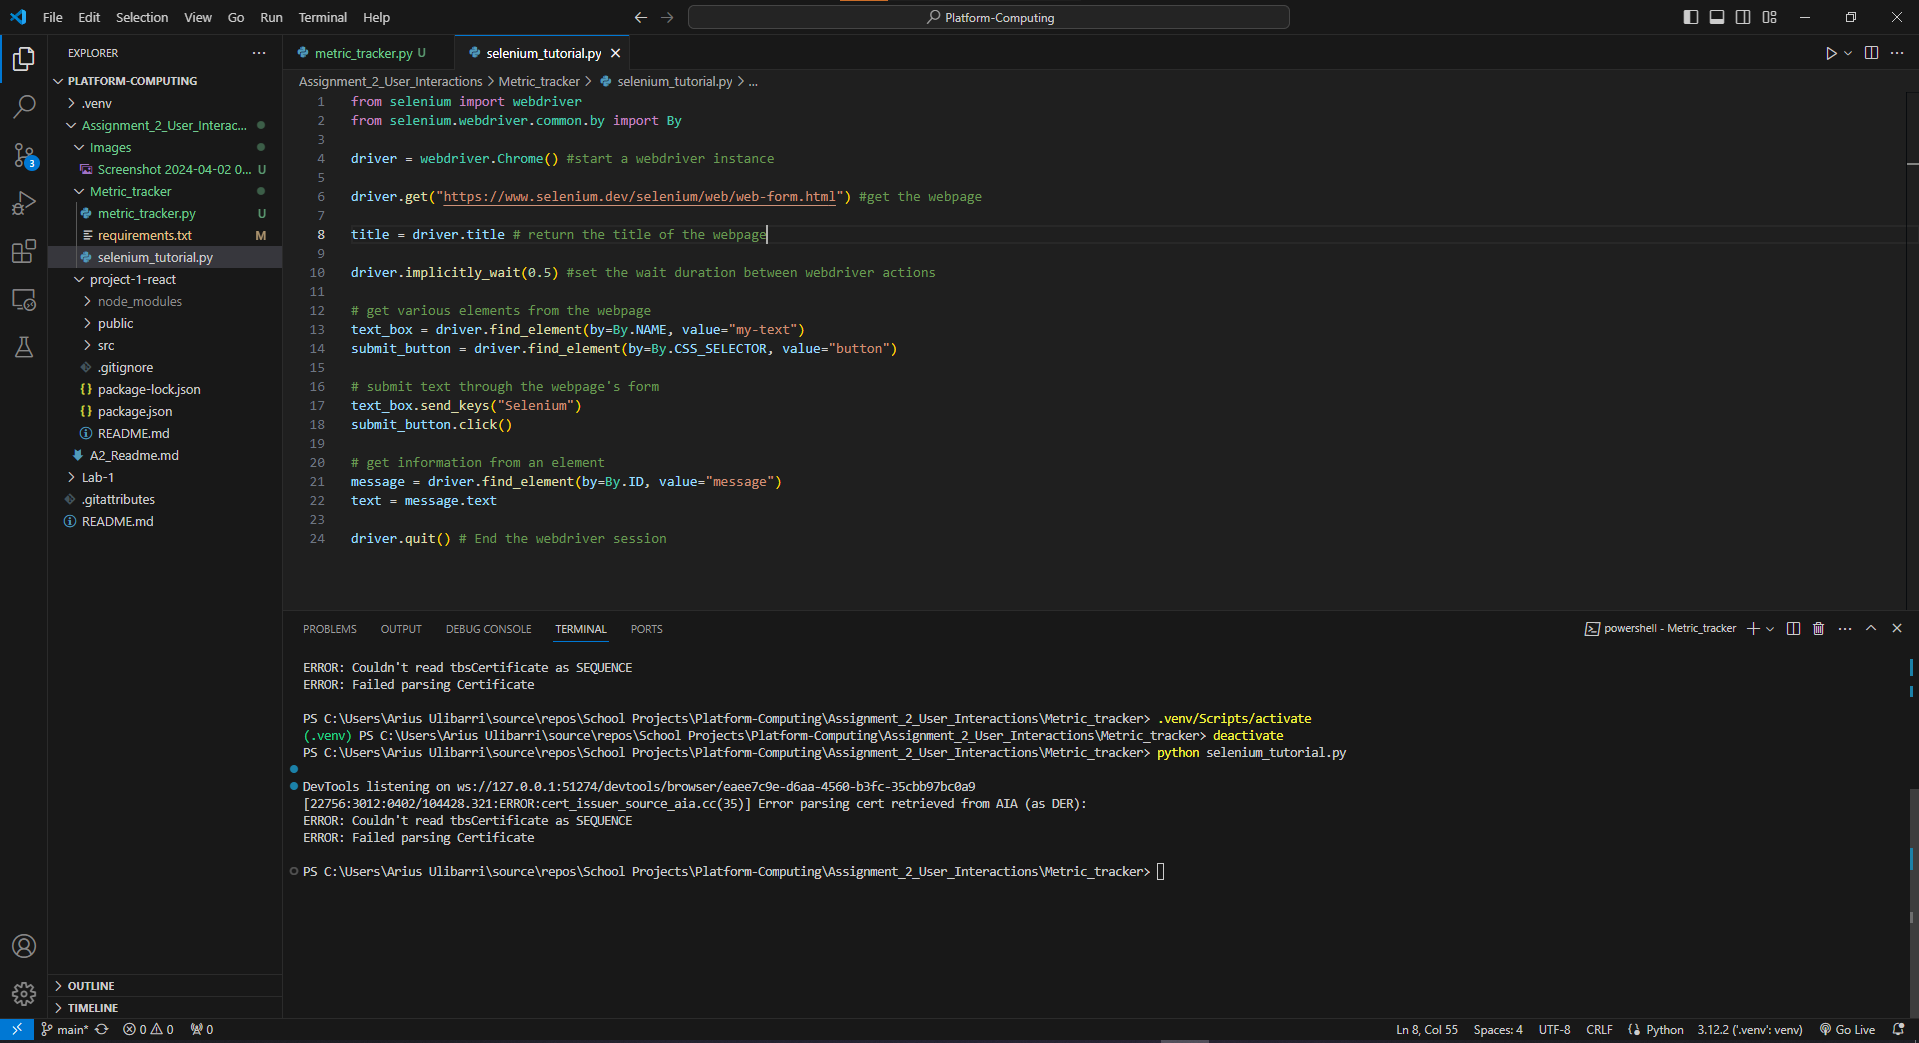 File Edit Selection View Go Run Terminal Help
Platform-Computing
EXPLORER
PLATFORM-COMPUTING
.venv
Assignment_2_User_Interac...
Images
Screenshot 2024-04-02 0... U
Metric_tracker
metric_tracker.py U
requirements.txt M
selenium_tutorial.py
project-1-react
node_modules
public
src
.gitignore
package-lock.json
package.json
README.md
A2_Readme.md
Lab-1
.gitattributes
README.md
OUTLINE
TIMELINE
3
metric_tracker.py U
selenium_tutorial.py
Assignment_2_User_Interactions > Metric_tracker > selenium_tutorial.py > ...
1 from selenium import webdriver
2 from selenium.webdriver.common.by import By
3
4 driver = webdriver.Chrome() #start a webdriver instance
5
6 driver.get("https://www.selenium.dev/selenium/web/web-form.html") #get the webpage
7
8 title = driver.title # return the title of the webpage
9
10 driver.implicitly_wait(0.5) #set the wait duration between webdriver actions
11
12 # get various elements from the webpage
13 text_box = driver.find_element(by=By.NAME, value="my-text")
14 submit_button = driver.find_element(by=By.CSS_SELECTOR, value="button")
15
16 # submit text through the webpage's form
17 text_box.send_keys("Selenium")
18 submit_button.click()
19
20 # get information from an element
21 message = driver.find_element(by=By.ID, value="message")
22 text = message.text
23
24 driver.quit() # End the webdriver session
PROBLEMS OUTPUT DEBUG CONSOLE TERMINAL PORTS
powershell - Metric_tracker
ERROR: Couldn't read tbsCertificate as SEQUENCE
ERROR: Failed parsing Certificate
PS C:\Users\Arius Ulibarri\source\repos\School Projects\Platform-Computing\Assignment_2_User_Interactions\Metric_tracker> .venv/Scripts/activate
(.venv) PS C:\Users\Arius Ulibarri\source\repos\School Projects\Platform-Computing\Assignment_2_User_Interactions\Metric_tracker> deactivate
PS C:\Users\Arius Ulibarri\source\repos\School Projects\Platform-Computing\Assignment_2_User_Interactions\Metric_tracker> python selenium_tutorial.py
DevTools listening on ws://127.0.0.1:51274/devtools/browser/eaee7c9e-d6aa-4560-b3fc-35cbb97bc0a9
[22756:3012:0402/104428.321:ERROR:cert_issuer_source_aia.cc(35)] Error parsing cert retrieved from AIA (as DER):
ERROR: Couldn't read tbsCertificate as SEQUENCE
ERROR: Failed parsing Certificate
PS C:\Users\Arius Ulibarri\source\repos\School Projects\Platform-Computing\Assignment_2_User_Interactions\Metric_tracker>
main* 0 0 0
Ln 8, Col 55 Spaces: 4 UTF-8 CRLF Python 3.12.2 ('.venv': venv) Go Live